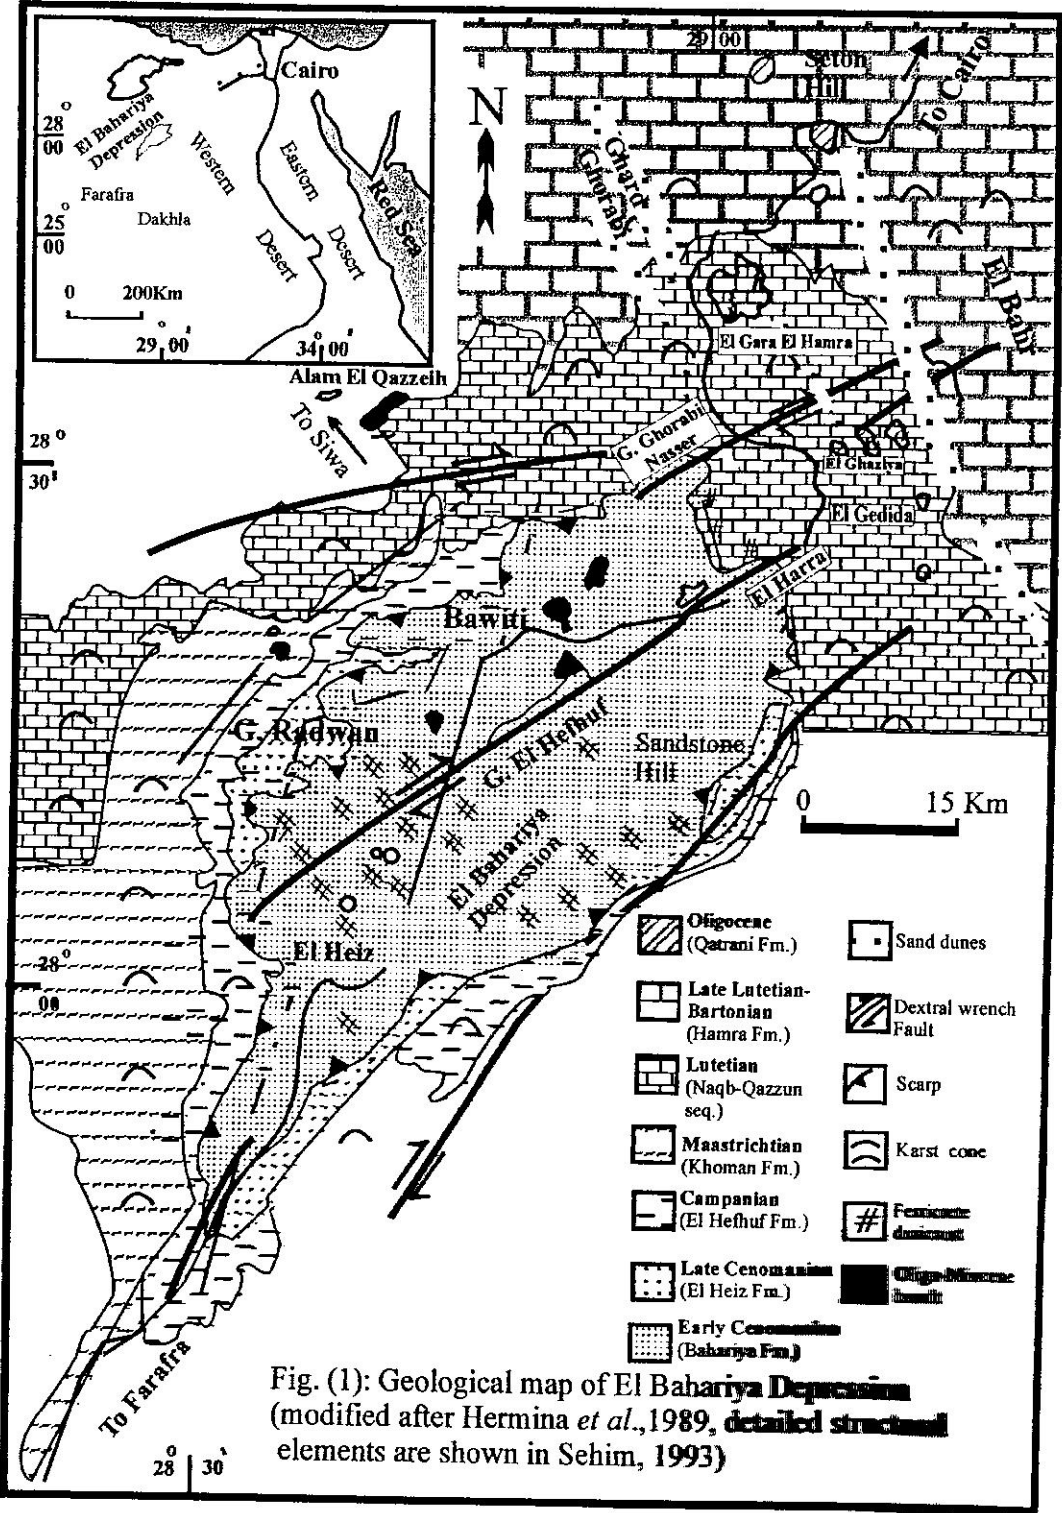 Cairo
28°
00
El Bahariya
Depression
Western
Desert
Eastern
Desert
Red Sea
Farafra
Dakhla
25°
00
0 200Km
29° 00
34° 00
N
29 00
Seton
Hill
To Cairo
Ghard
Ghorabi
El Bahr
El Gara El Hamra
Alam El Qazzeih
To Siwa
28°
30'
G. Ghorabi
Nasser
El Ghaziya
El Gedida
El Harra
Bawiti
G. Radwan
G. El Hefhuf
Sandstone
Hill
0 15 Km
El Bahariya
Depression
El Heiz
28°
00
Oligocene
(Qatrani Fm.)
Late Lutetian-
Bartonian
(Hamra Fm.)
Lutetian
(Naqb-Qazzun
seq.)
Maastrichtian
(Khoman Fm.)
Campanian
(El Hefhuf Fm.)
Late Cenomanian
(El Heiz Fm.)
Early Cenomanian
(Bahariya Fm.)
Sand dunes
Dextral wrench
Fault
Scarp
Karst cone
Ferricrete
duricrust
Oligo-Miocene
basalt
To Farafra
28° 30'
Fig. (1): Geological map of El Bahariya Depression
(modified after Hermina et al.,1989, detailed structural
elements are shown in Sehim, 1993)